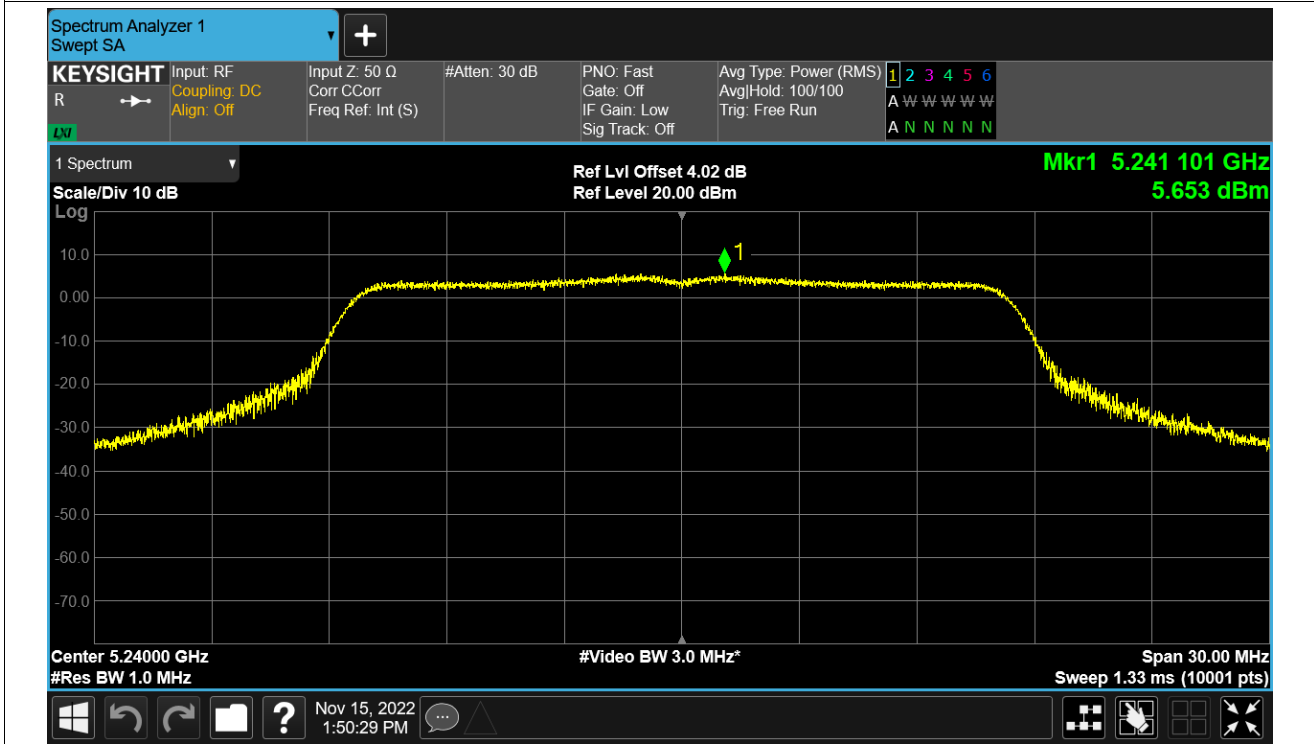 Spectrum Analyzer 1
Swept SA
+
KEYSIGHT
R
LXI
Input: RF
Coupling: DC
Align: Off
Input Z: 50 Ω
Corr CCorr
Freq Ref: Int (S)
#Atten: 30 dB
PNO: Fast
Gate: Off
IF Gain: Low
Sig Track: Off
Avg Type: Power (RMS)
Avg|Hold: 100/100
Trig: Free Run
1 2 3 4 5 6
A W W W W W
A N N N N N
1 Spectrum
Scale/Div 10 dB
Log
Ref Lvl Offset 4.02 dB
Ref Level 20.00 dBm
Mkr1 5.241 101 GHz
5.653 dBm
1
10.0
0.00
-10.0
-20.0
-30.0
-40.0
-50.0
-60.0
-70.0
Center 5.24000 GHz
#Res BW 1.0 MHz
#Video BW 3.0 MHz*
Span 30.00 MHz
Sweep 1.33 ms (10001 pts)
?
Nov 15, 2022
1:50:29 PM